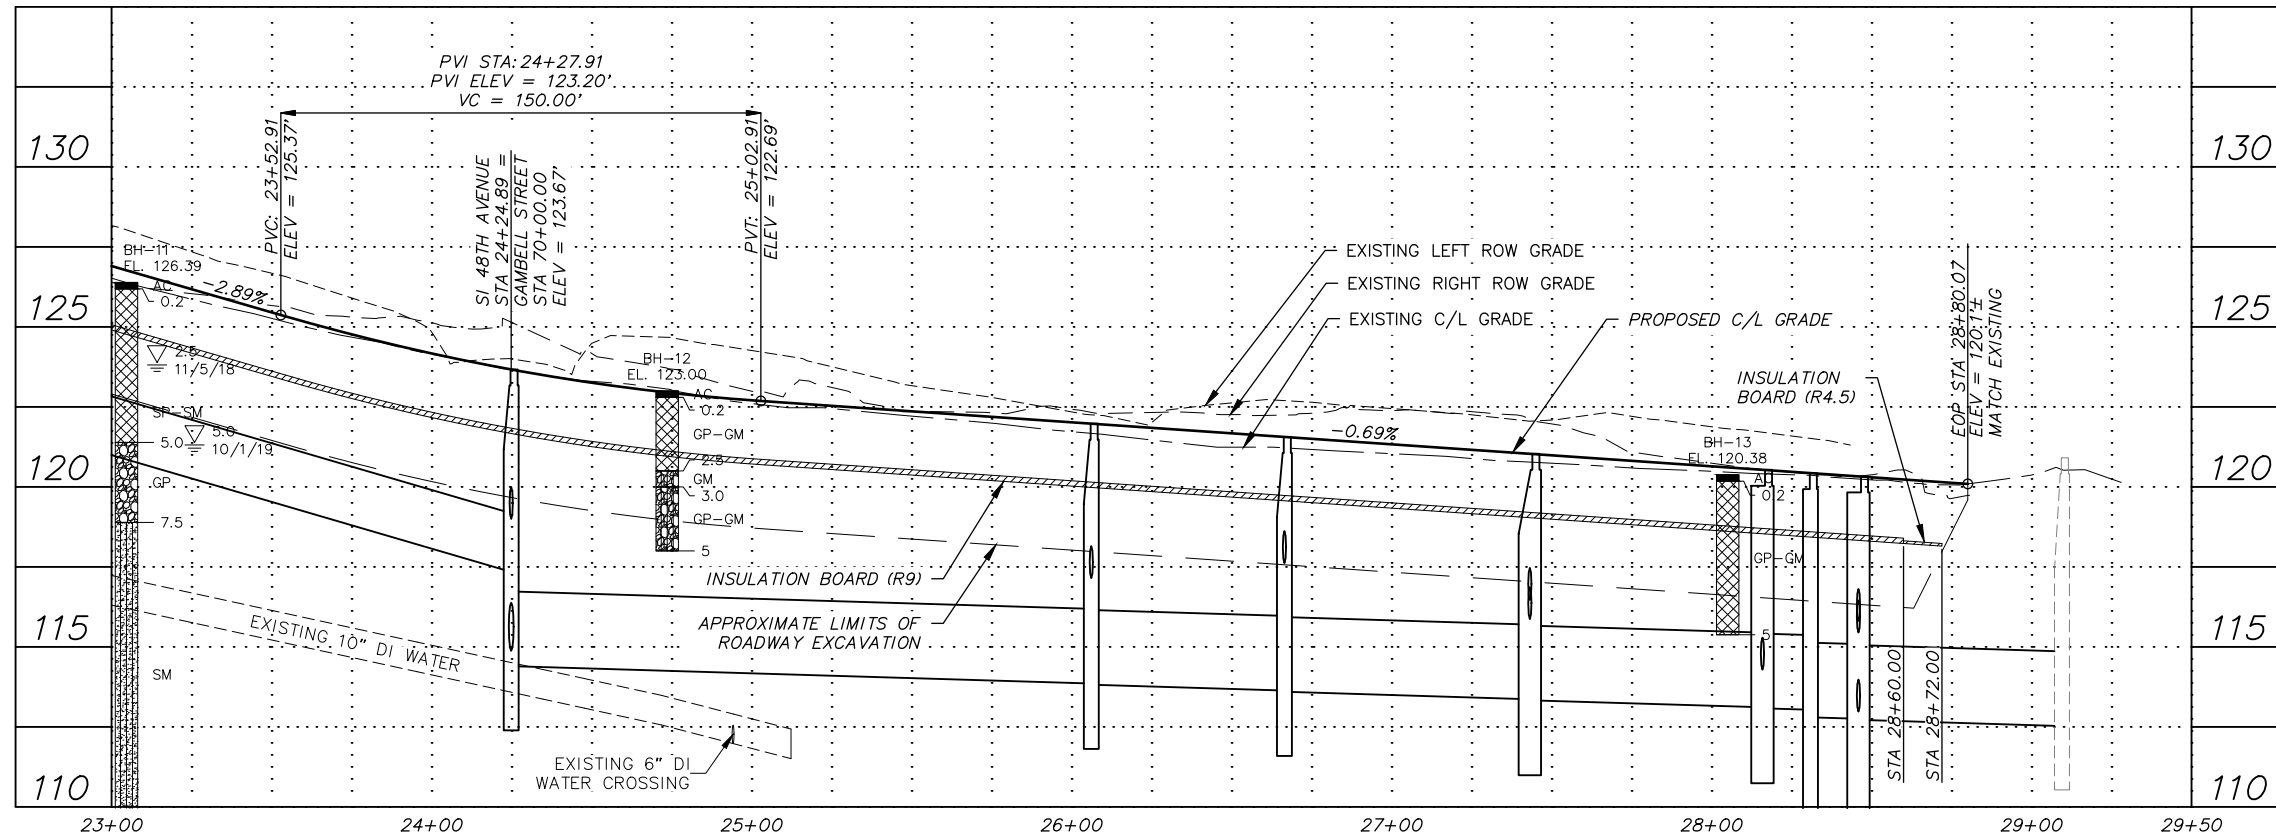 PVI STA: 24+27.91
PVI ELEV = 123.20'
VC = 150.00'
PVC: 23+52.91
ELEV = 125.37'
SI 48TH AVENUE
STA 24+24.89 =
GAMBELL STREET
STA 70+00.00
ELEV = 123.67'
PVT: 25+02.91
ELEV = 122.69'
130
130
BH-11
EL. 126.39
AC
0.2
-2.89%
EXISTING LEFT ROW GRADE
EXISTING RIGHT ROW GRADE
EXISTING C/L GRADE
PROPOSED C/L GRADE
EOP STA 28+80.07
ELEV = 120.1'±
MATCH EXISTING
125
125
2.5
11/5/18
BH-12
EL. 123.00
AC
0.2
INSULATION
BOARD (R4.5)
SP-SM
5.0
5.0
10/1/19
GP-GM
2.5
-0.69%
BH-13
EL. 120.38
120
120
GP
GM
3.0
0.2
7.5
GP-GM
5
GP-GM
INSULATION BOARD (R9)
APPROXIMATE LIMITS OF
ROADWAY EXCAVATION
115
115
EXISTING 10" DI WATER
5
SM
STA 28+60.00
STA 28+72.00
EXISTING 6" DI
WATER CROSSING
110
110
23+00
24+00
25+00
26+00
27+00
28+00
29+00
29+50